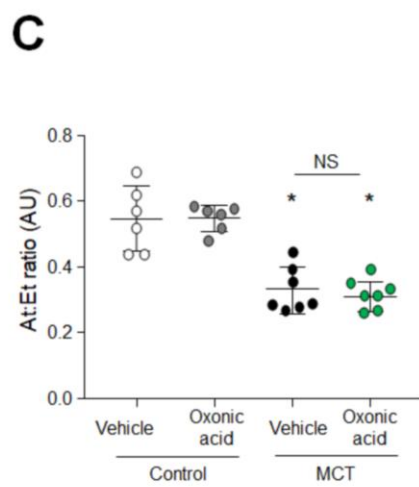 C
At:Et ratio (AU)
0.8
0.6
0.4
0.2
0.0
NS
* *
Vehicle Oxonic acid Vehicle Oxonic acid
Control MCT